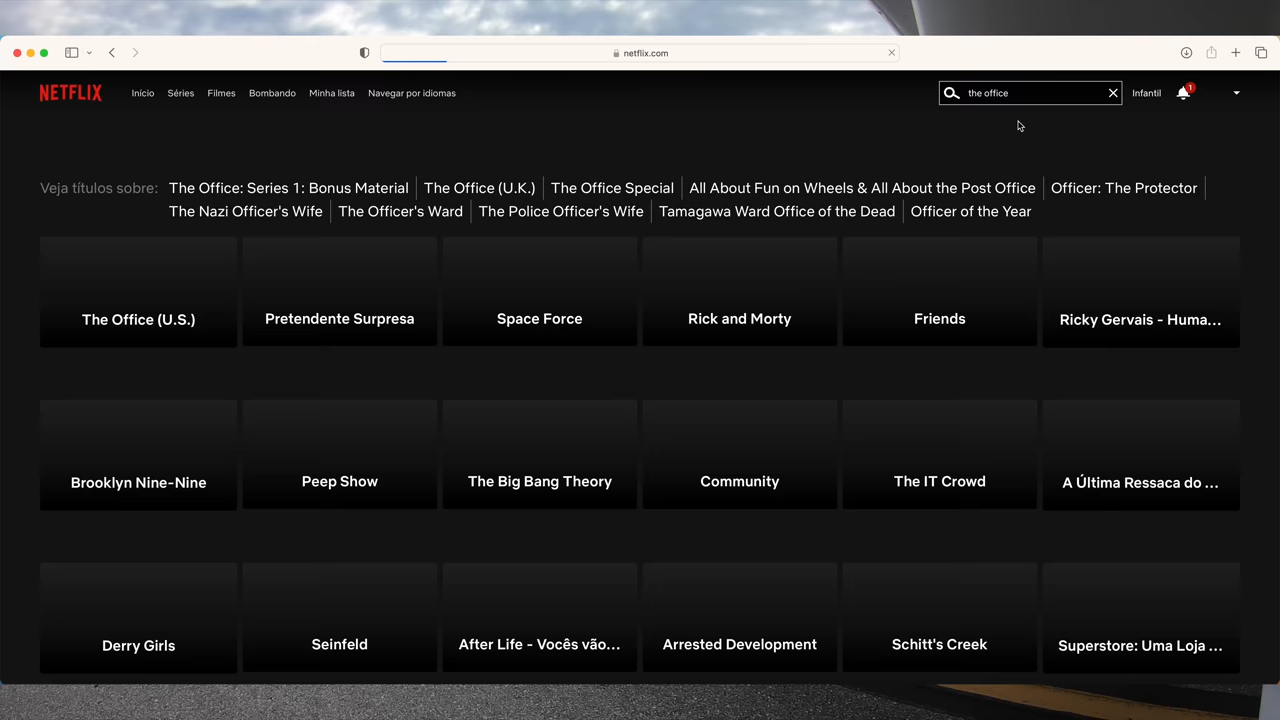 netflix.com
NETFLIX Início Séries Filmes Bombando Minha lista Navegar por idiomas the office Infantil 1
Veja títulos sobre: The Office: Series 1: Bonus Material The Office (U.K.) The Office Special All About Fun on Wheels & All About the Post Office Officer: The Protector
The Nazi Officer's Wife The Officer's Ward The Police Officer's Wife Tamagawa Ward Office of the Dead Officer of the Year
The Office (U.S.) Pretendente Surpresa Space Force Rick and Morty Friends Ricky Gervais - Huma...
Brooklyn Nine-Nine Peep Show The Big Bang Theory Community The IT Crowd A Última Ressaca do ...
Derry Girls Seinfeld After Life - Vocês vão... Arrested Development Schitt's Creek Superstore: Uma Loja ...